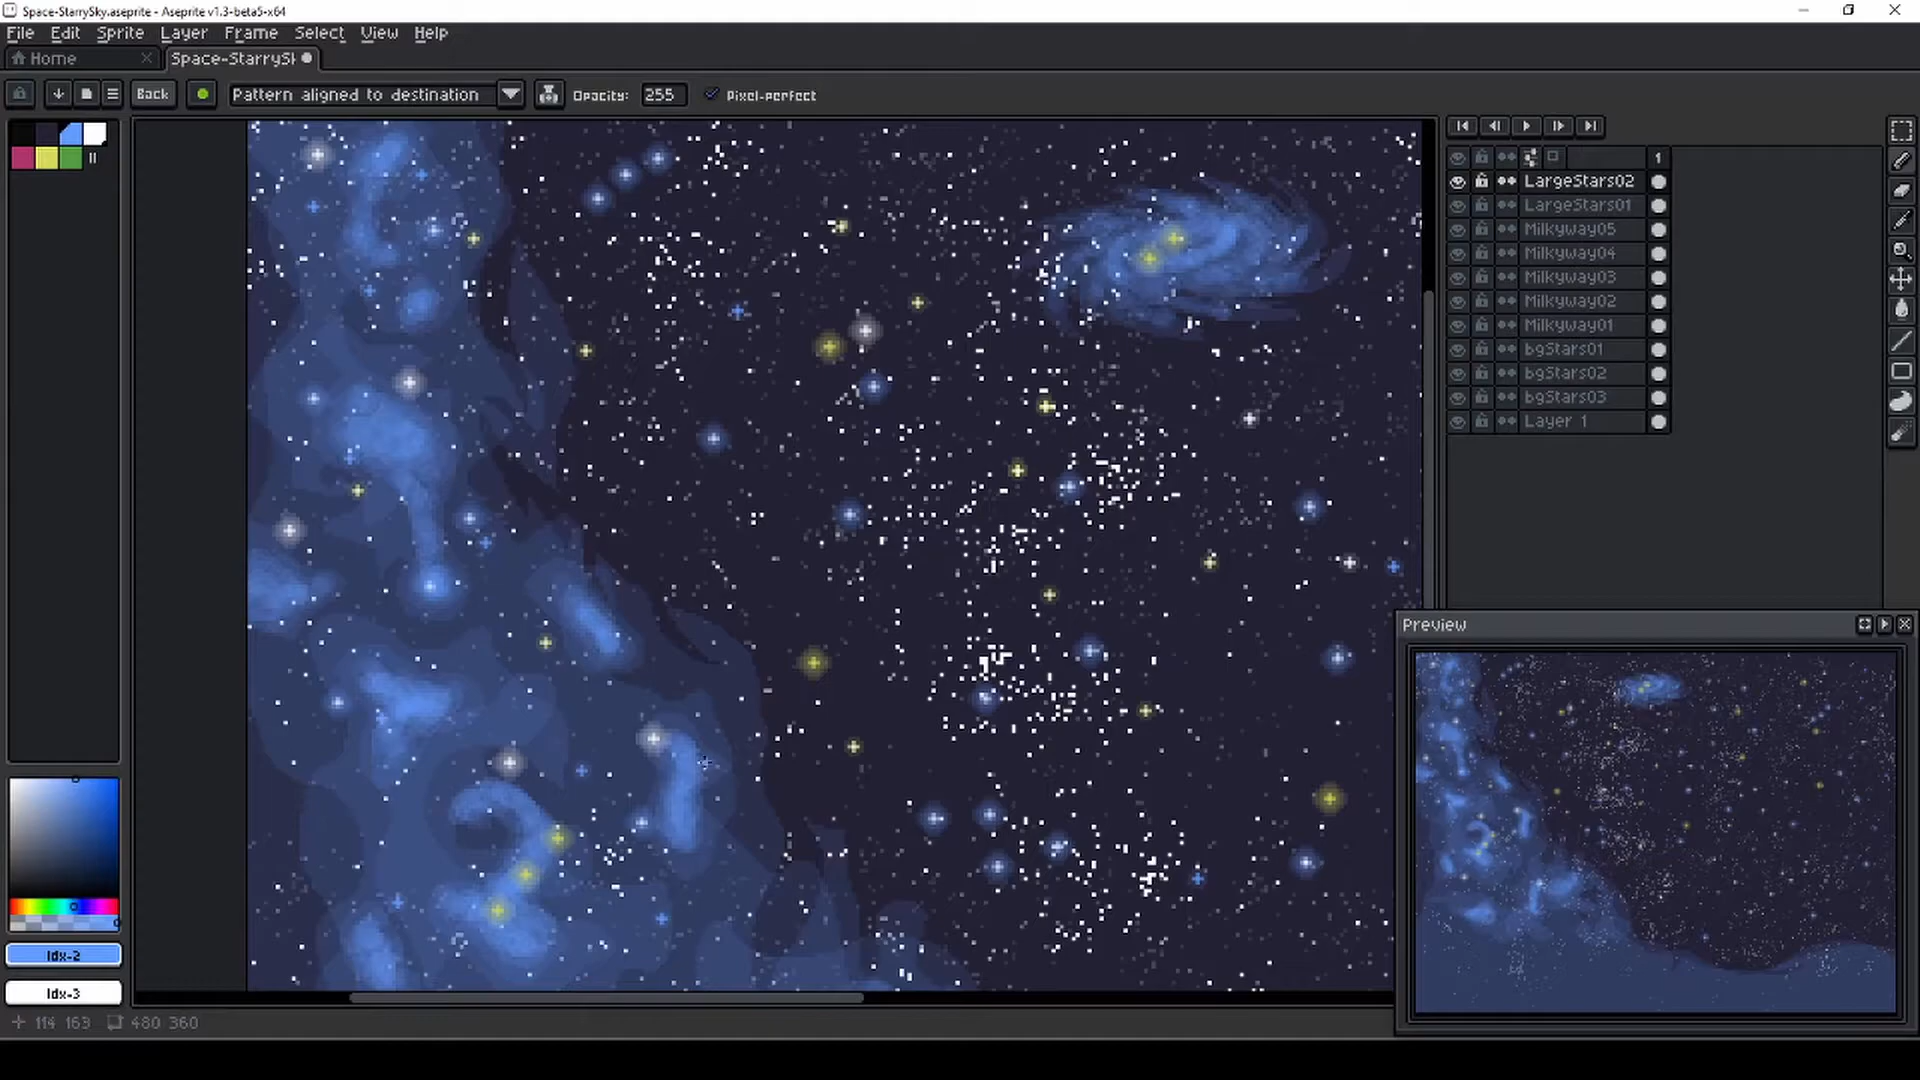 Space-StarrySky.aseprite - Aseprite v1.3-beta5-x64
File Edit Sprite Layer Frame Select View Help
Home
Space-StarrySk
Back
Pattern aligned to destination
Opacity: 255
Pixel-perfect
1
LargeStars02
LargeStars01
Milkyway05
Milkyway04
Milkyway03
Milkyway02
Milkyway01
bgStars01
bgStars02
bgStars03
Layer 1
Preview
Idx-2
Idx-3
114 163 480 360